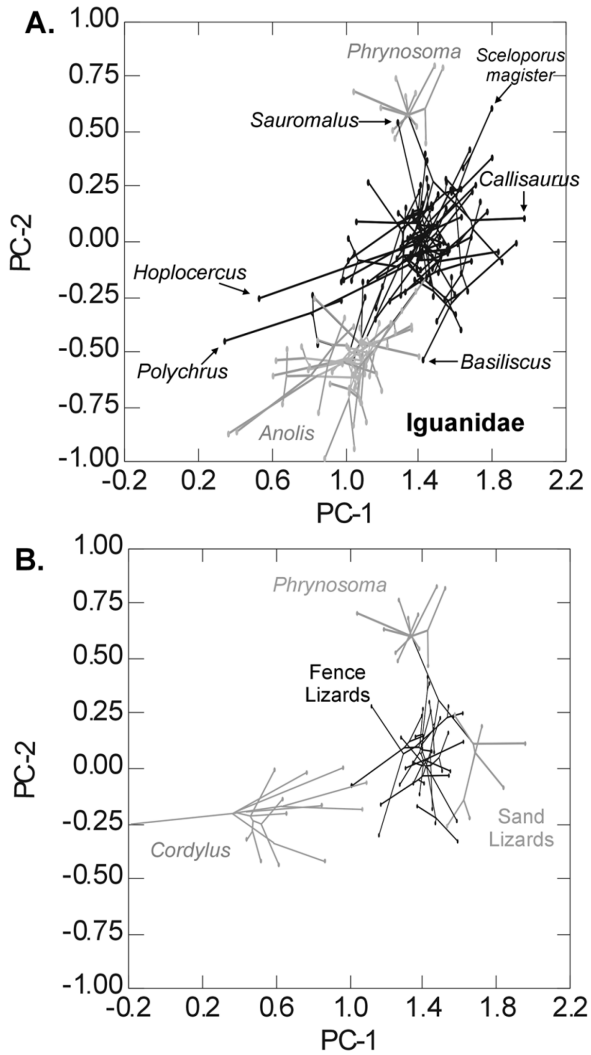 A.
1.00
Phrynosoma
Sceloporus
magister
0.75
Sauromalus
0.50
0.25
Callisaurus
PC-2
0.00
Hoplocercus
-0.25
-0.50
Basiliscus
Polychrus
-0.75
Anolis
Iguanidae
-1.00
-0.2 0.2 0.6 1.0 1.4 1.8 2.2
PC-1
B.
1.00
Phrynosoma
0.75
0.50
Fence
Lizards
0.25
PC-2
0.00
-0.25
Sand
Lizards
Cordylus
-0.50
-0.75
-1.00
-0.2 0.2 0.6 1.0 1.4 1.8 2.2
PC-1